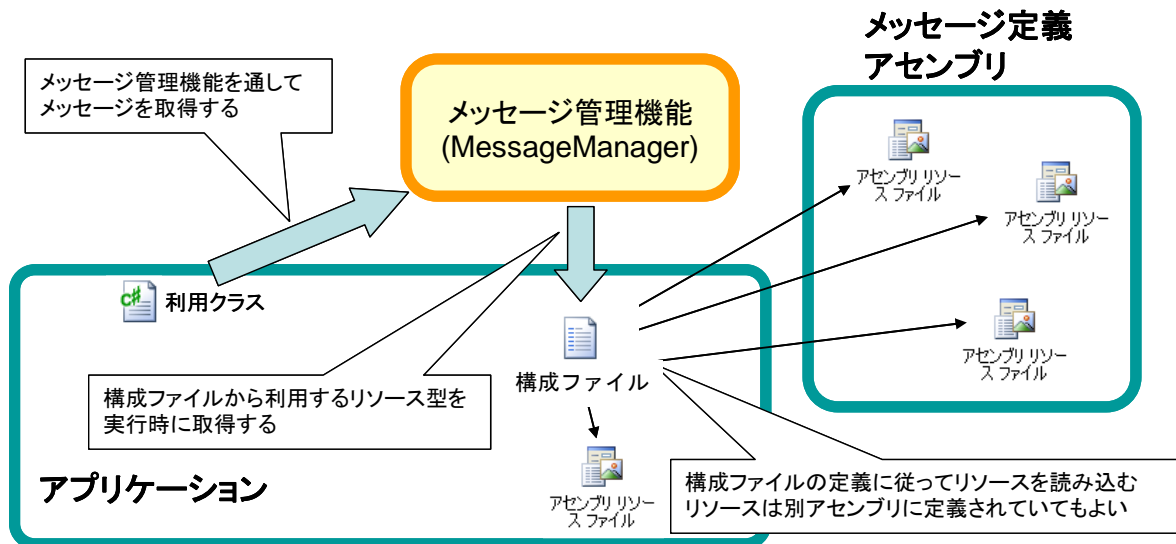 メッセージ定義
アセンブリ
メッセージ管理機能を通して
メッセージを取得する
メッセージ管理機能
(MessageManager)
アセンブリ リソー
ス ファイル
アセンブリ リソー
ス ファイル
アセンブリ リソー
ス ファイル
C#
利用クラス
構成ファイル
構成ファイルから利用するリソース型を
実行時に取得する
アプリケーション
アセンブリ リソー
ス ファイル
構成ファイルの定義に従ってリソースを読み込む
リソースは別アセンブリに定義されていてもよい